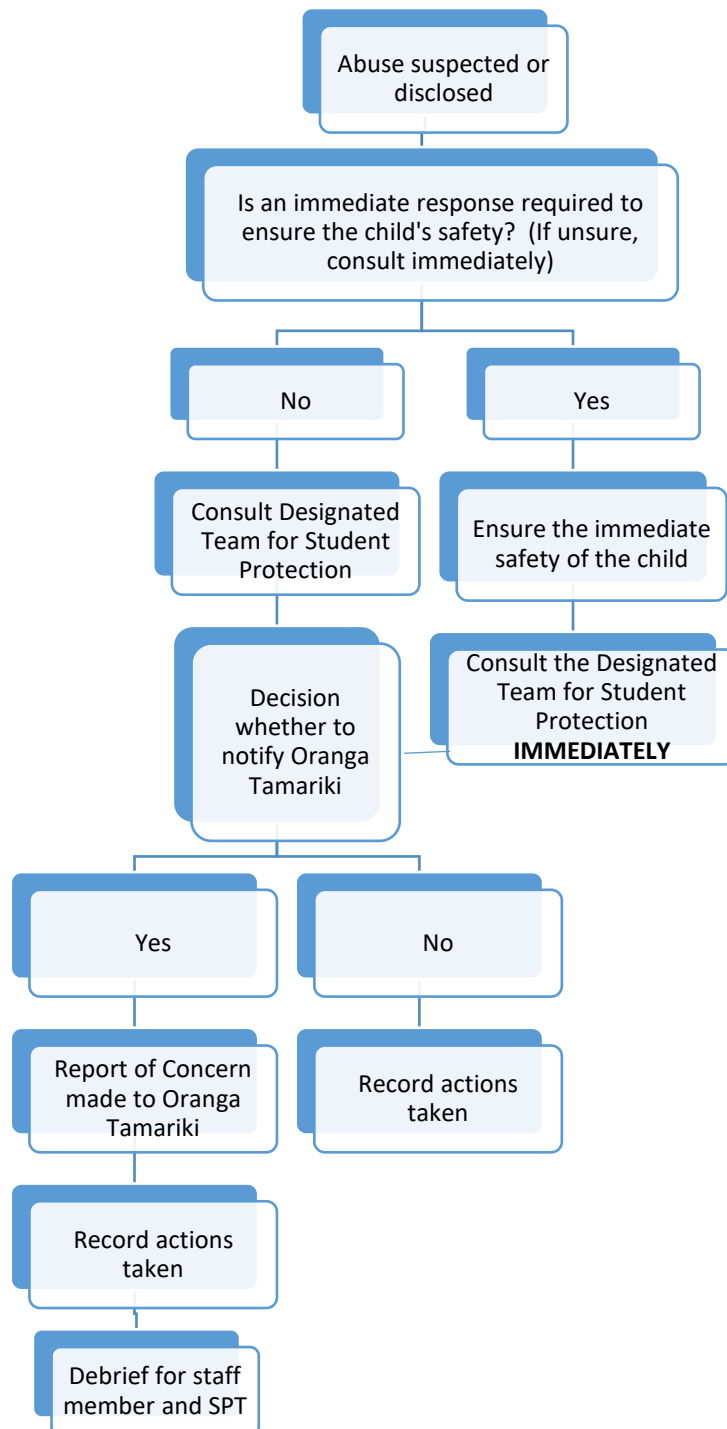 Abuse suspected or
disclosed
Is an immediate response required to
ensure the child's safety?  (If unsure,
consult immediately)
No
Yes
Consult Designated
Team for Student
Protection
Ensure the immediate
safety of the child
Consult the Designated
Team for Student
Protection
IMMEDIATELY
Decision
whether to
notify Oranga
Tamariki
Yes
No
Report of Concern
made to Oranga
Tamariki
Record actions
taken
Record actions
taken
Debrief for staff
member and SPT